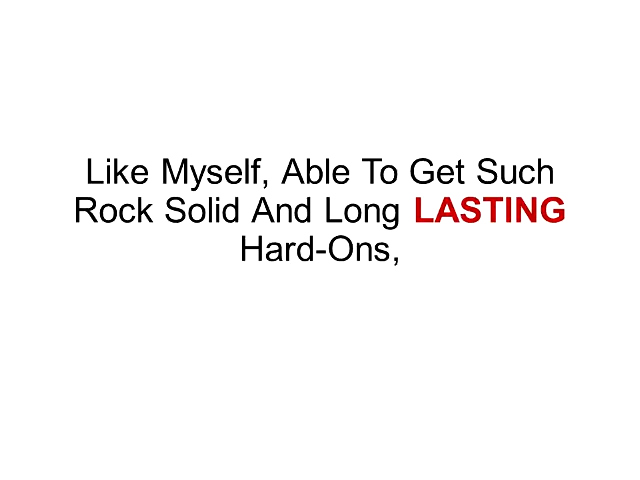 Like Myself, Able To Get Such
Rock Solid And Long LASTING
Hard-Ons,